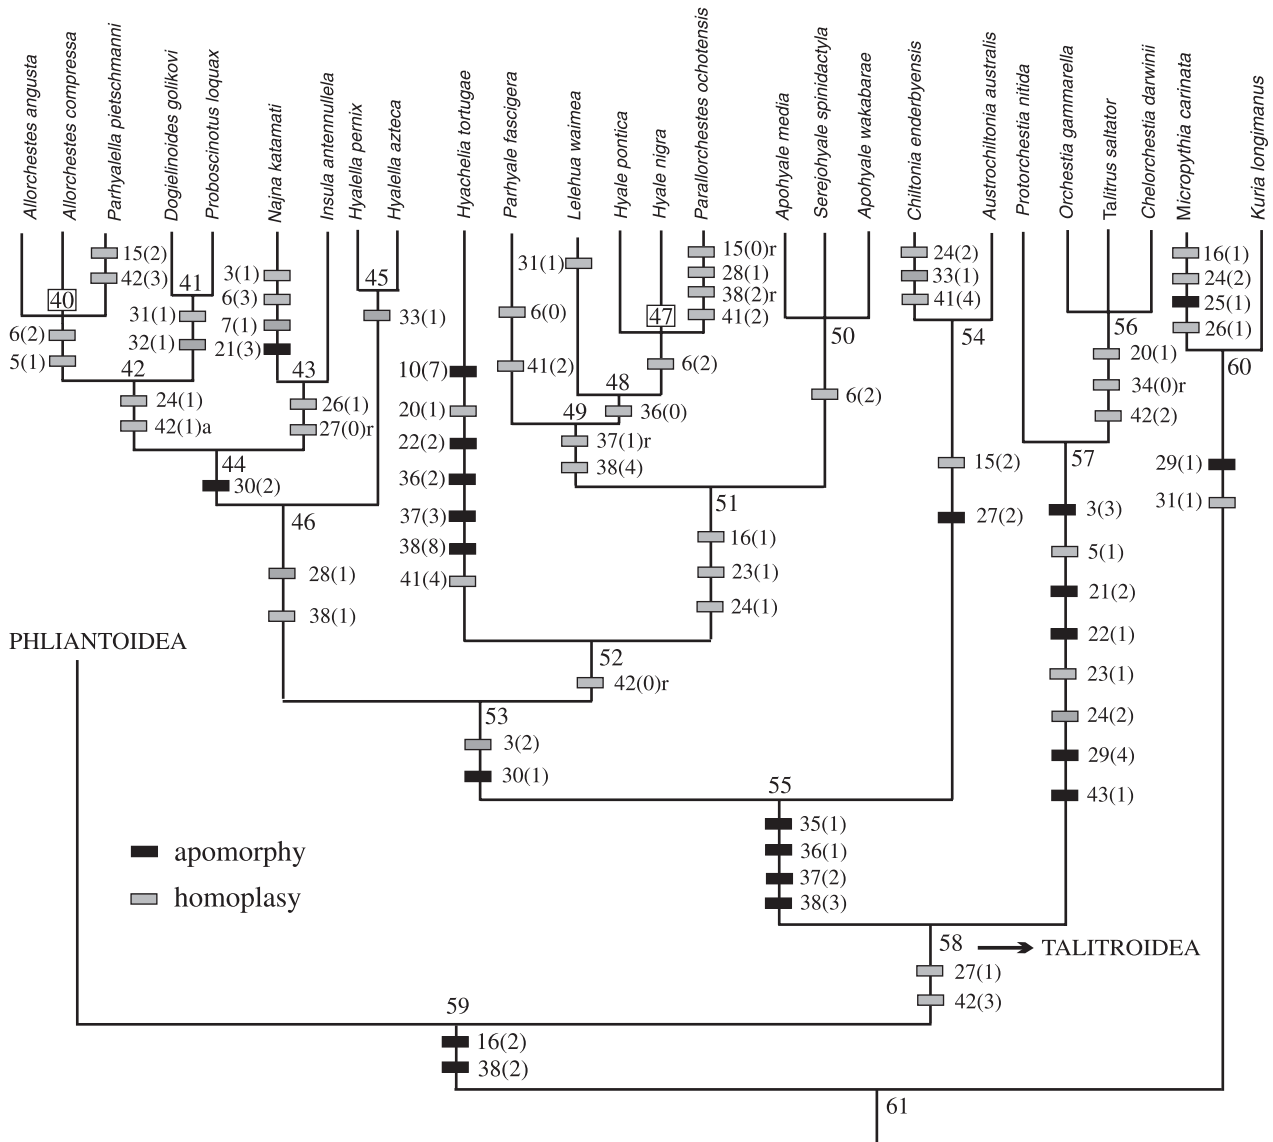 Allorchestes angusta
Allorchestes compressa
Parhyalella pietschmanni
Dogielinoides golikovi
Proboscinotus loquax
Najna katamati
Insula antennullela
Hyalella pernix
Hyalella azteca
Hyachelia tortugae
Parhyale fascigera
Lelehua waimea
Hyale pontica
Hyale nigra
Parallorchestes ochotensis
Apohyale media
Serejohyale spinidactyla
Apohyale wakabarae
Chiltonia enderbyensis
Austrochiltonia australis
Protorchestia nitida
Orchestia gammarella
Talitrus saltator
Chelorchestia darwinii
Micropythia carinata
Kuria longimanus
40
6(2)
5(1)
15(2)
42(3)
41
31(1)
32(1)
42
24(1)
42(1)a
3(1)
6(3)
7(1)
21(3)
43
26(1)
27(0)r
44
30(2)
45
33(1)
46
28(1)
38(1)
10(7)
20(1)
22(2)
36(2)
37(3)
38(8)
41(4)
6(0)
41(2)
31(1)
15(0)r
28(1)
38(2)r
41(2)
47
6(2)
48
36(0)
49
37(1)r
38(4)
50
6(2)
51
16(1)
23(1)
24(1)
52
42(0)r
53
3(2)
30(1)
24(2)
33(1)
41(4)
54
15(2)
27(2)
55
35(1)
36(1)
37(2)
38(3)
56
20(1)
34(0)r
42(2)
57
3(3)
5(1)
21(2)
22(1)
23(1)
24(2)
29(4)
43(1)
16(1)
24(2)
25(1)
26(1)
60
29(1)
31(1)
PHLIANTOIDEA
apomorphy
homoplasy
58
TALITROIDEA
27(1)
42(3)
59
16(2)
38(2)
61